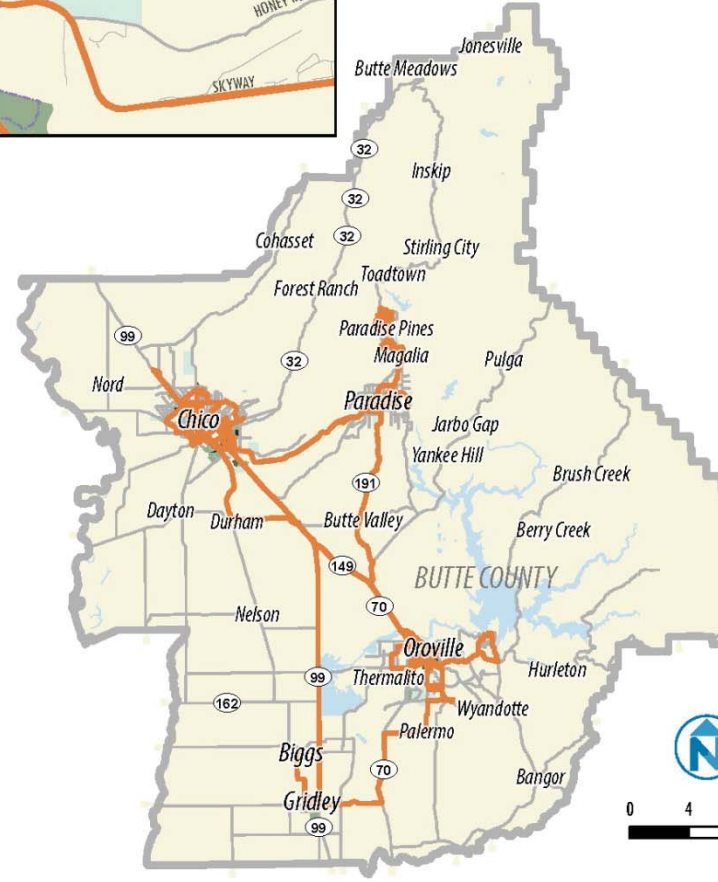 SKYWAY
Jonesville
Butte Meadows
32
Inskip
32
Cohasset
32
Stirling City
Toadtown
Forest Ranch
99
Paradise Pines
Magalia
32
Pulga
Nord
Paradise
Chico
Jarbo Gap
Yankee Hill
Brush Creek
191
Dayton
Durham
Butte Valley
Berry Creek
149
BUTTE COUNTY
70
Nelson
Oroville
Hurleton
99
Thermalito
162
Wyandotte
Palermo
Biggs
70
Bangor
Gridley
99
N
0 4